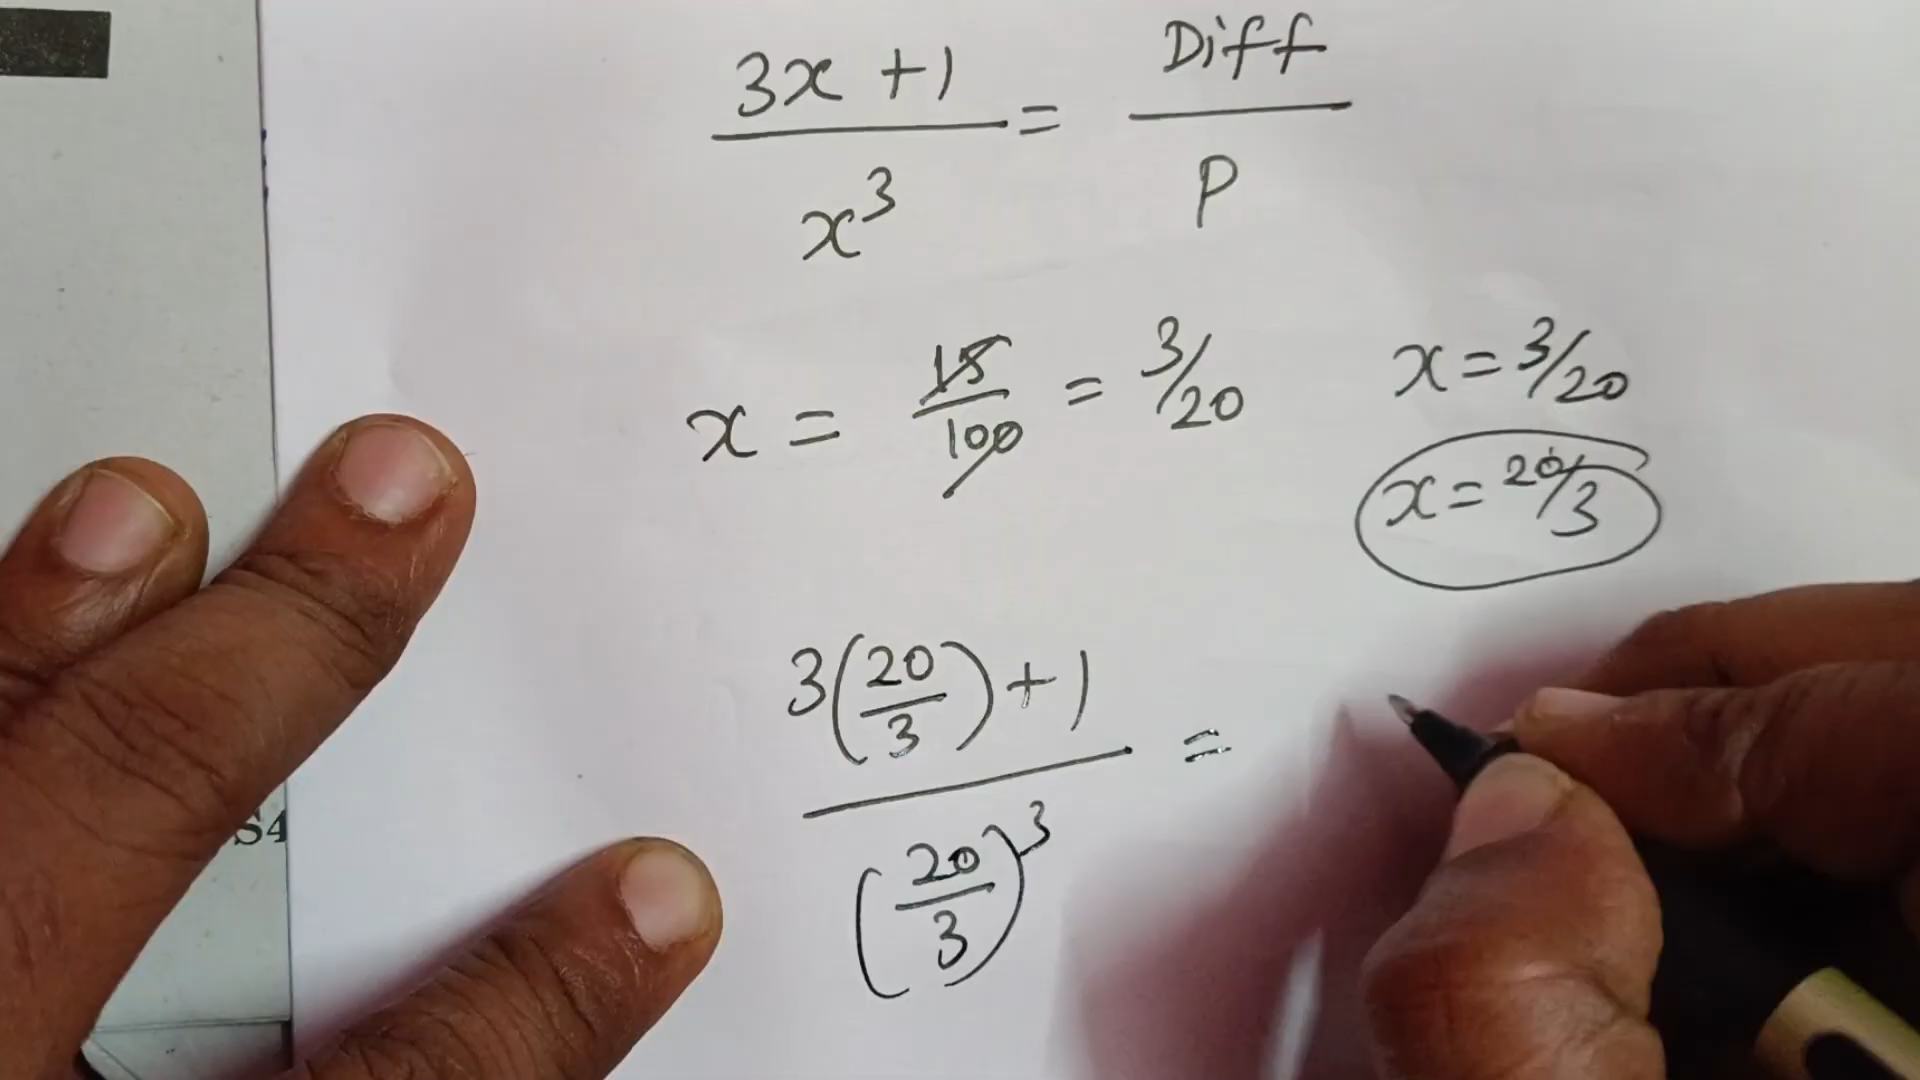 3x + 1 / x³ = Diff / P
x = 15/100 = 3/20
x = 3/20
x = 20/3
3(20/3) + 1 / (20/3)³ =
S4